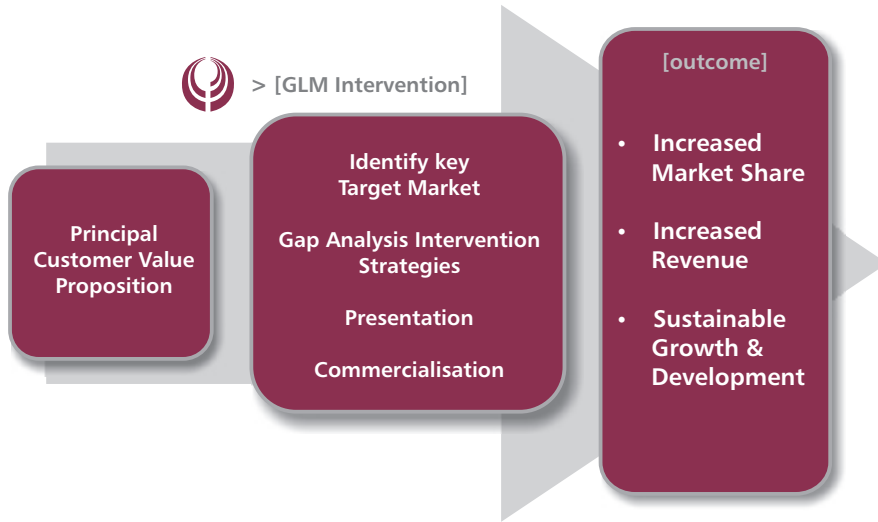 > [GLM Intervention]
Principal
Customer Value
Proposition
Identify key
Target Market
Gap Analysis Intervention
Strategies
Presentation
Commercialisation
[outcome]
• Increased
Market Share
• Increased
Revenue
• Sustainable
Growth &
Development